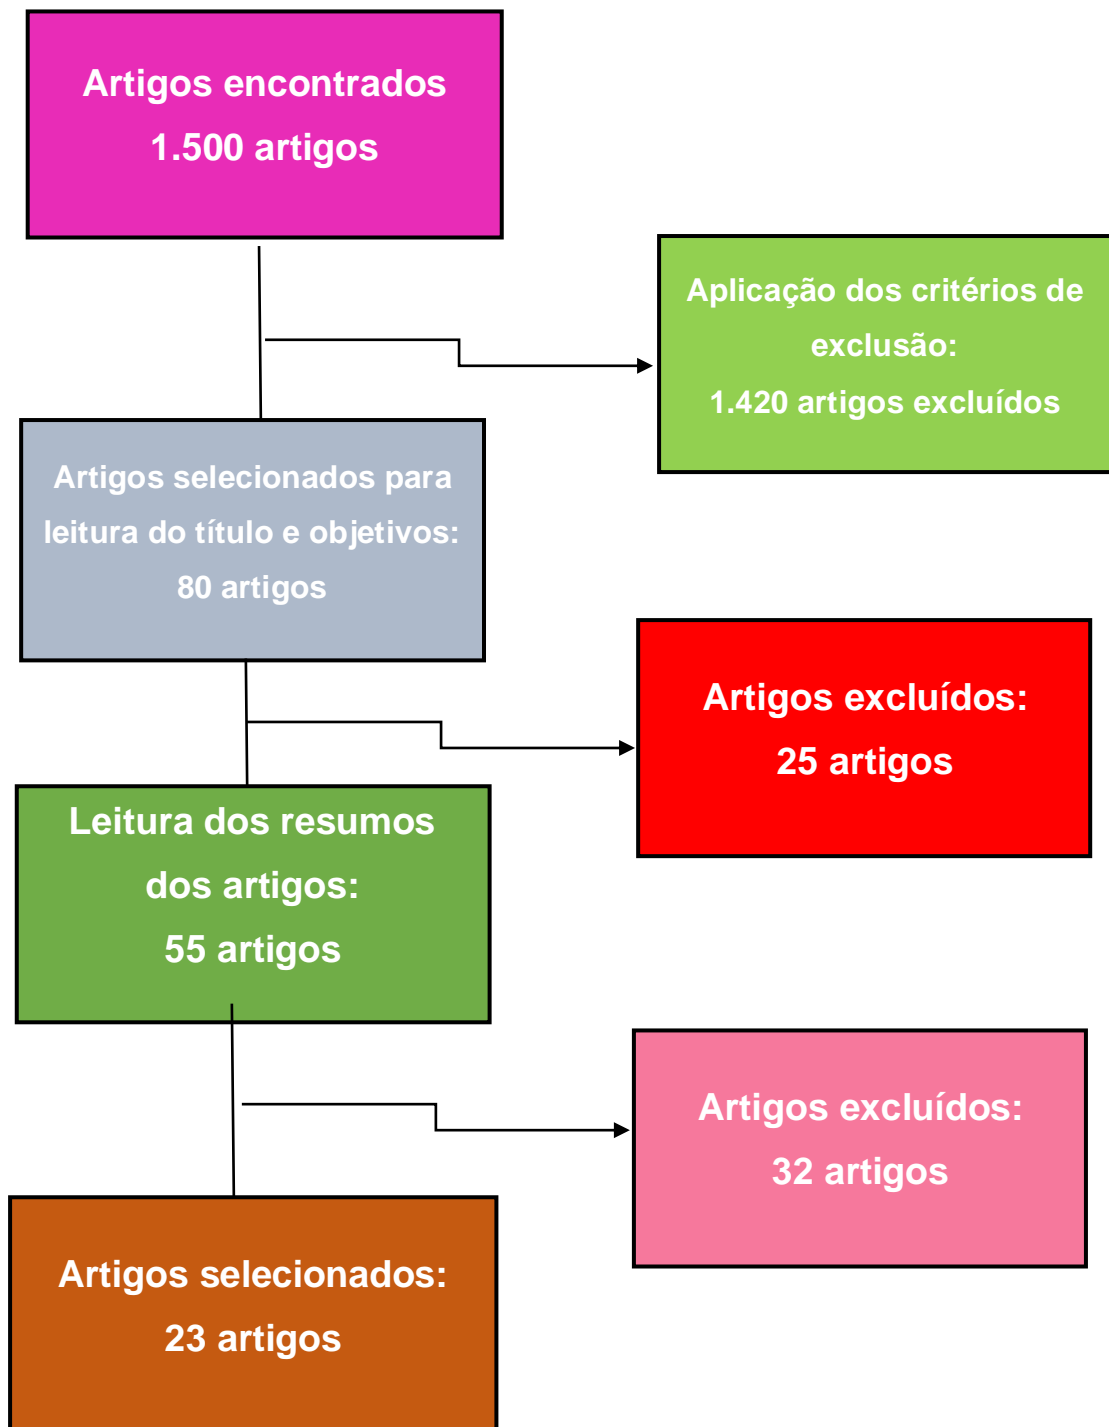 Artigos encontrados
1.500 artigos
Aplicação dos critérios de
exclusão:
1.420 artigos excluídos
Artigos selecionados para
leitura do título e objetivos:
80 artigos
Artigos excluídos:
25 artigos
Leitura dos resumos
dos artigos:
55 artigos
Artigos excluídos:
32 artigos
Artigos selecionados:
23 artigos